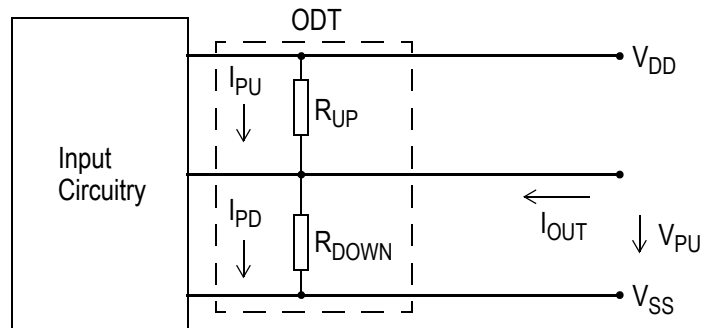 ODT
V_DD
I_PU
R_UP
Input
Circuitry
I_PD
R_DOWN
I_OUT
V_PU
V_SS